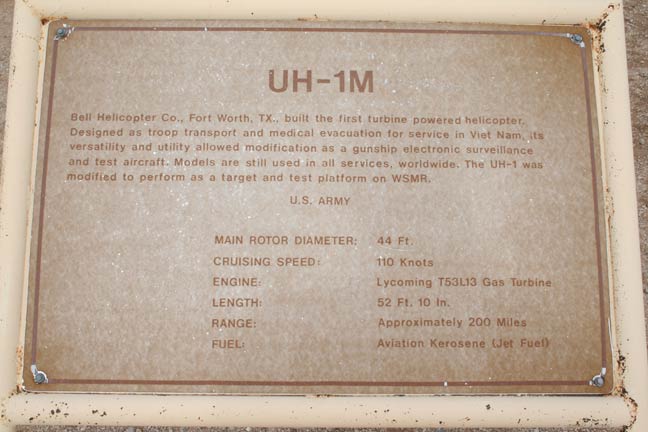 UH-1M
Bell Helicopter Co., Fort Worth, TX., built the first turbine powered helicopter.
Designed as troop transport and medical evacuation for service in Viet Nam, its
versatility and utility allowed modification as a gunship electronic surveillance
and test aircraft. Models are still used in all services, worldwide. The UH-1 was
modified to perform as a target and test platform on WSMR.
U.S. ARMY
MAIN ROTOR DIAMETER: 44 Ft.
CRUISING SPEED: 110 Knots
ENGINE: Lycoming T53L13 Gas Turbine
LENGTH: 52 Ft. 10 In.
RANGE: Approximately 200 Miles
FUEL: Aviation Kerosene (Jet Fuel)